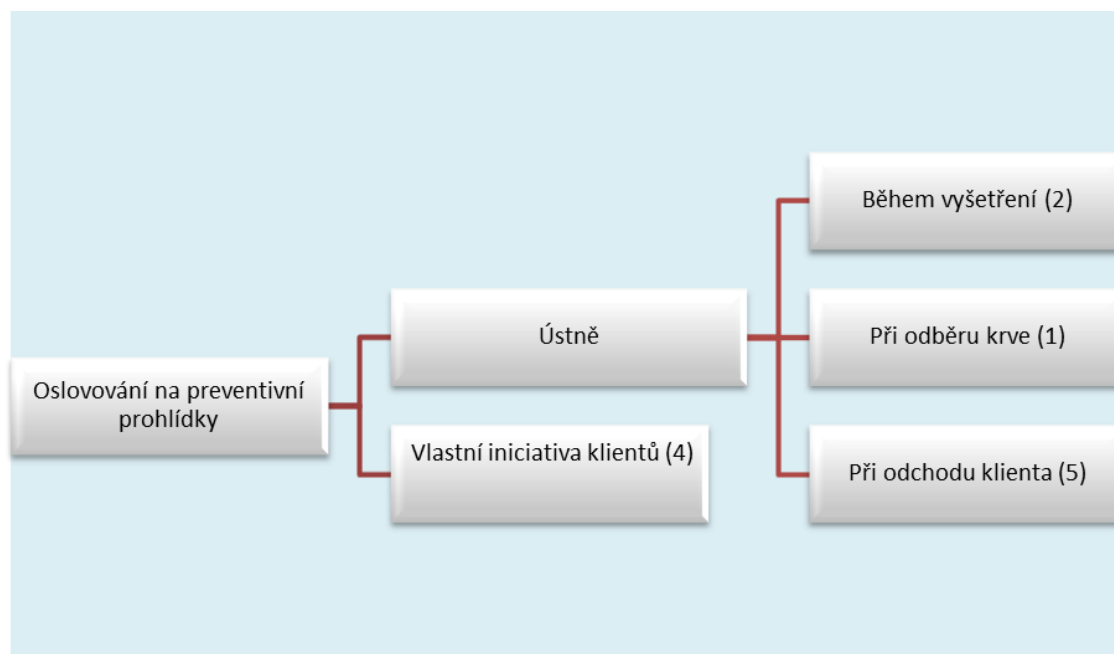 Oslovování na preventivní
prohlídky
Ústně
Vlastní iniciativa klientů (4)
Během vyšetření (2)
Při odběru krve (1)
Při odchodu klienta (5)